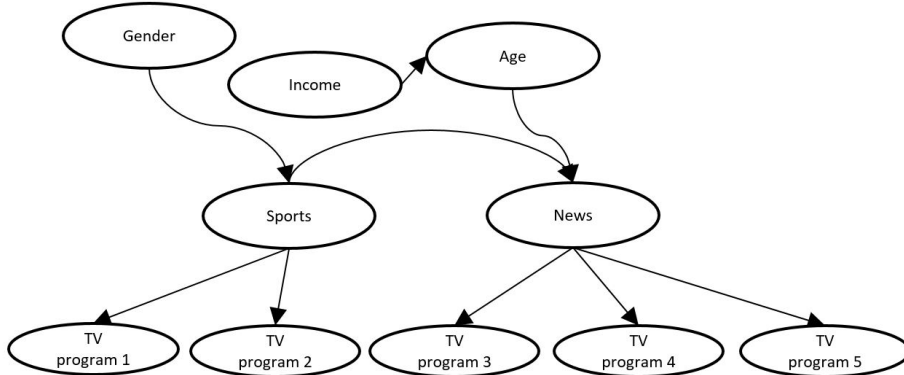 Gender
Income
Age
Sports
News
TV
program 1
TV
program 2
TV
program 3
TV
program 4
TV
program 5